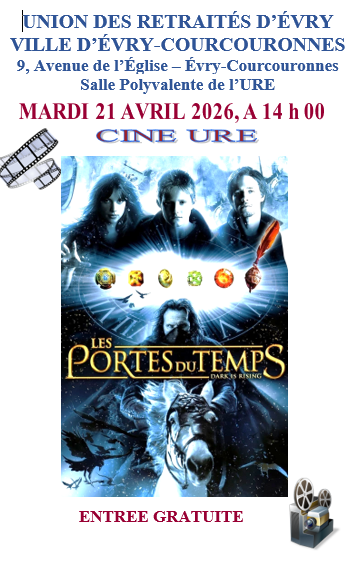 UNION DES RETRAITÉS D'ÉVRY
VILLE D'ÉVRY-COURCOURONNES
9, Avenue de l'Église – Évry-Courcouronnes
Salle Polyvalente de l'URE
MARDI 21 AVRIL 2026, A 14 h 00
CINE URE
LES
PORTES DU TEMPS
DARK IS RISING
ENTREE GRATUITE